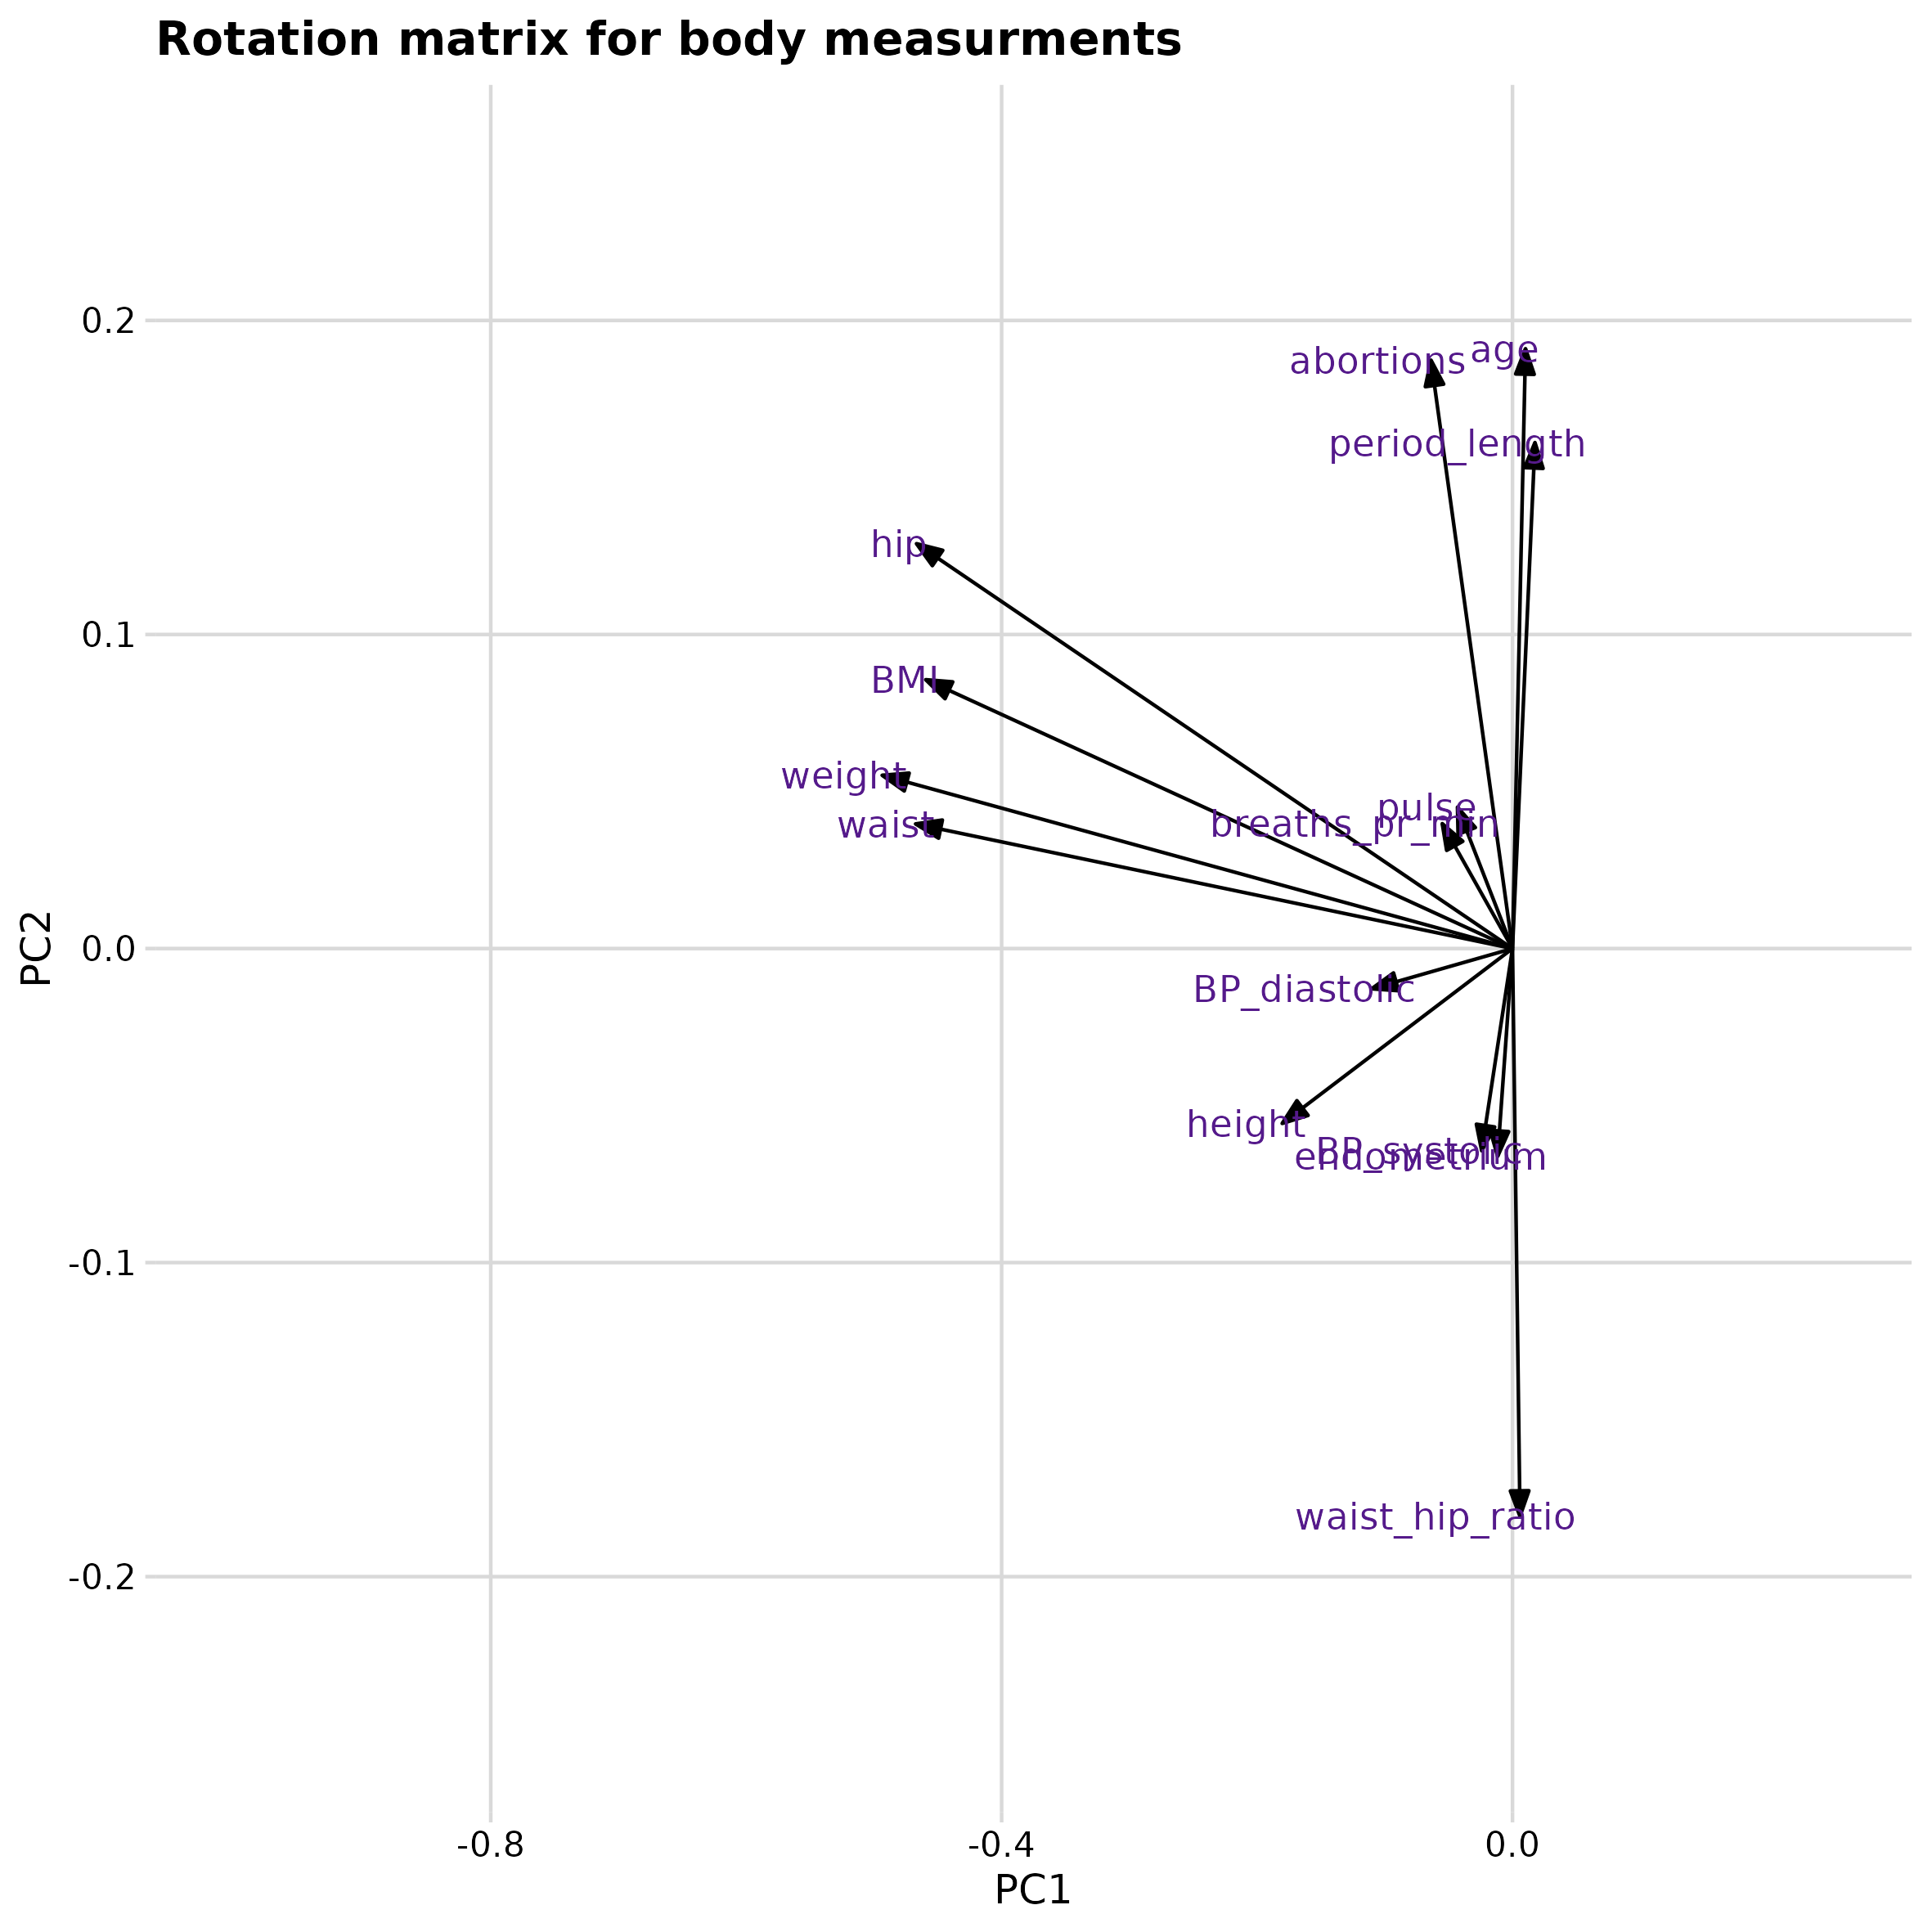 Rotation matrix for body measurments
0.2
abortions
age
period_length
hip
0.1
BMI
weight
pulse
breaths_pr_min
waist
PC2
0.0
BP_diastolic
height
BP_systolic
endometrium
-0.1
waist_hip_ratio
-0.2
-0.8
-0.4
0.0
PC1